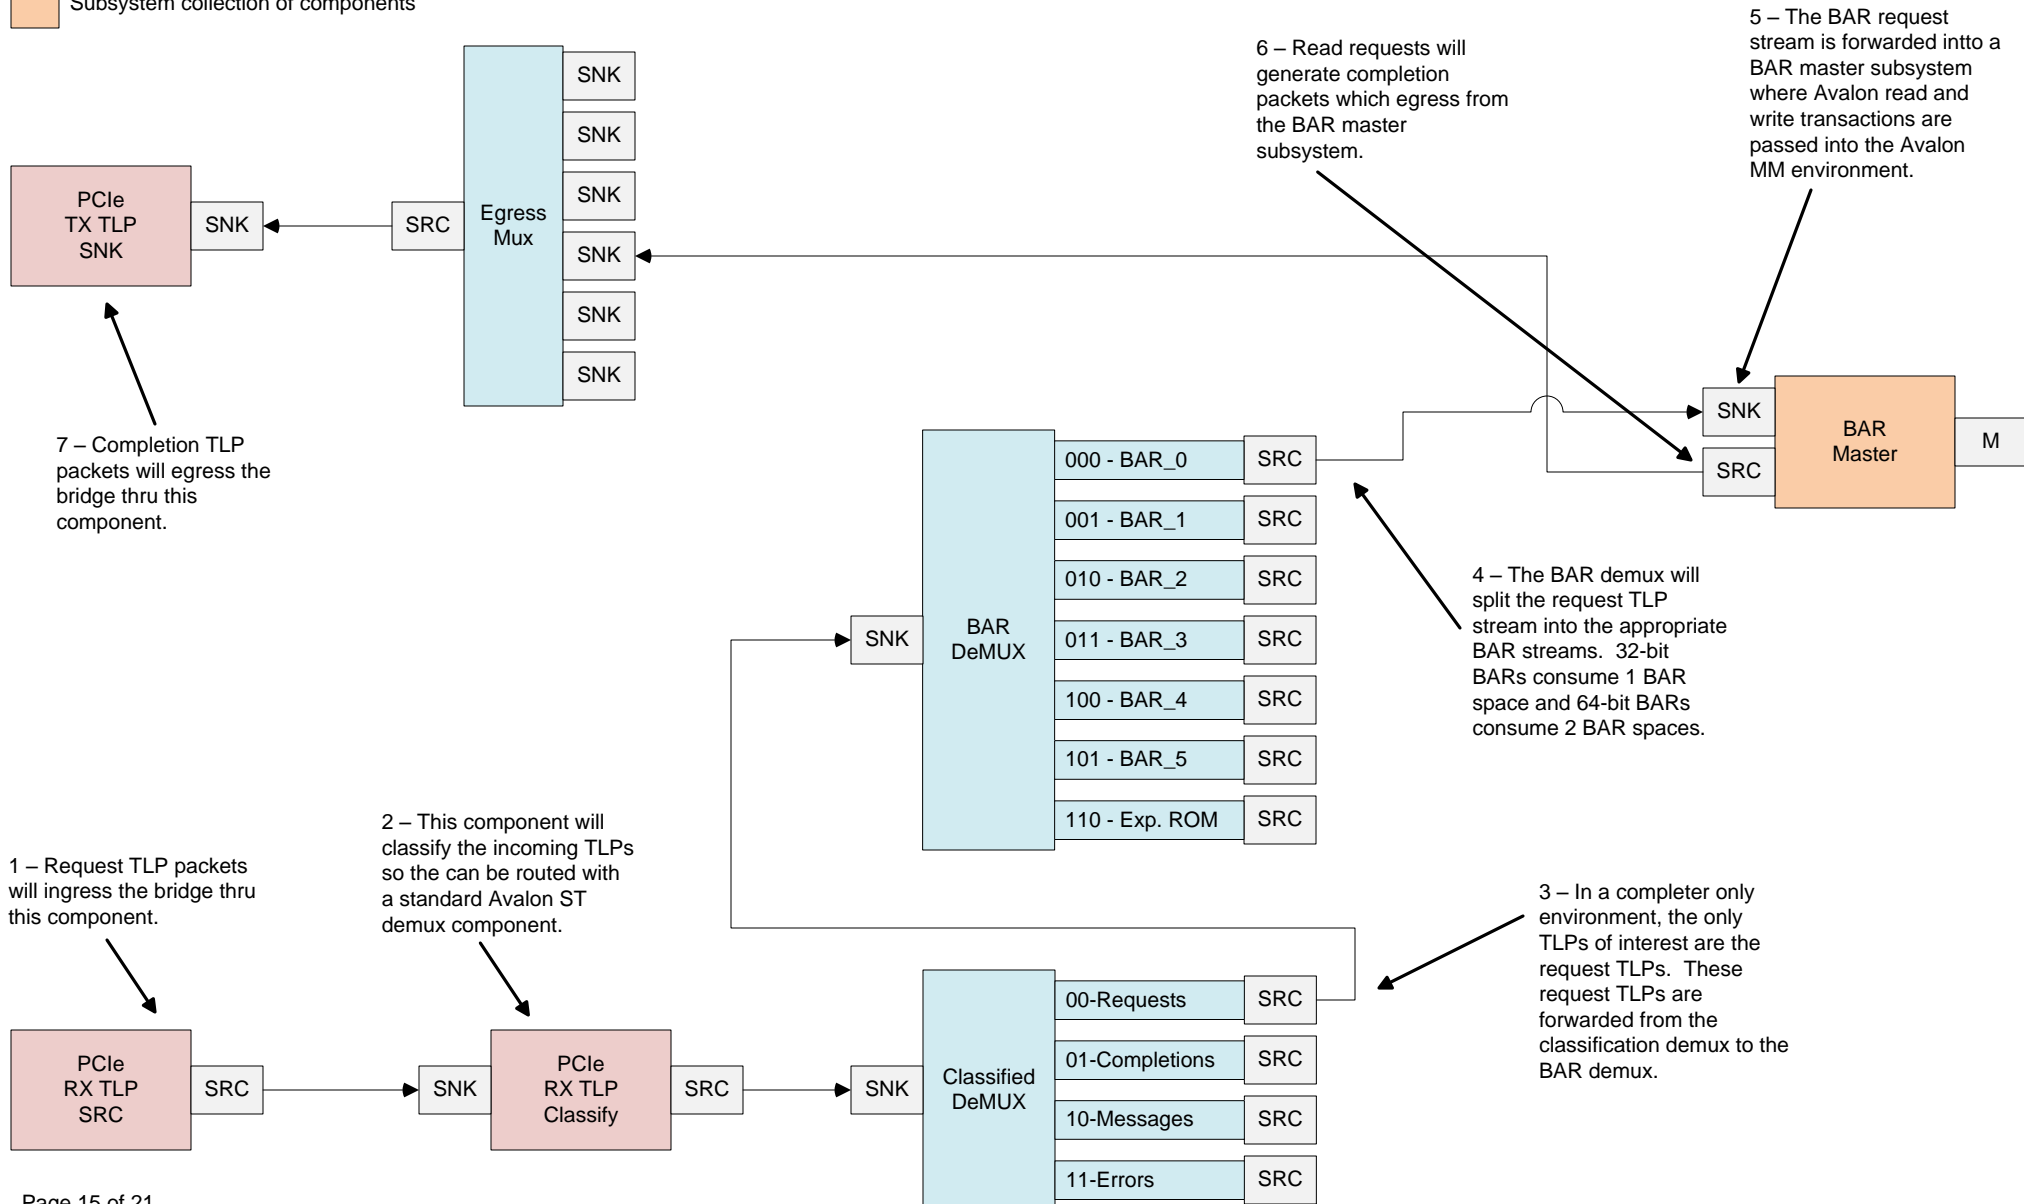 Subsystem collection of components
5 – The BAR request
stream is forwarded intto a
BAR master subsystem
where Avalon read and
write transactions are
passed into the Avalon
MM environment.
6 – Read requests will
generate completion
packets which egress from
the BAR master
subsystem.
SNK
SNK
SNK
SNK
SNK
SNK
Egress
Mux
SRC
SNK
PCIe
TX TLP
SNK
7 – Completion TLP
packets will egress the
bridge thru this
component.
SNK
SRC
BAR
Master
M
SNK
BAR
DeMUX
000 - BAR_0
SRC
001 - BAR_1
SRC
010 - BAR_2
SRC
011 - BAR_3
SRC
100 - BAR_4
SRC
101 - BAR_5
SRC
110 - Exp. ROM
SRC
4 – The BAR demux will
split the request TLP
stream into the appropriate
BAR streams.  32-bit
BARs consume 1 BAR
space and 64-bit BARs
consume 2 BAR spaces.
1 – Request TLP packets
will ingress the bridge thru
this component.
2 – This component will
classify the incoming TLPs
so the can be routed with
a standard Avalon ST
demux component.
3 – In a completer only
environment, the only
TLPs of interest are the
request TLPs.  These
request TLPs are
forwarded from the
classification demux to the
BAR demux.
PCIe
RX TLP
SRC
SRC
SNK
PCIe
RX TLP
Classify
SRC
SNK
Classified
DeMUX
00-Requests
SRC
01-Completions
SRC
10-Messages
SRC
11-Errors
SRC
Page 15 of 21